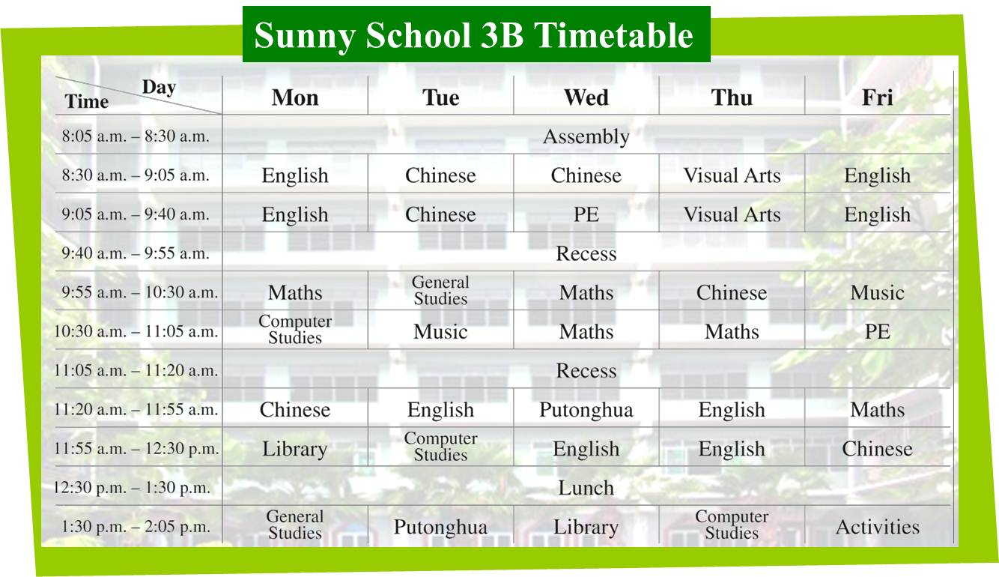 Sunny School 3B Timetable
Day
Time Mon Tue Wed Thu Fri
8:05 a.m. – 8:30 a.m. Assembly
8:30 a.m. – 9:05 a.m. English Chinese Chinese Visual Arts English
9:05 a.m. – 9:40 a.m. English Chinese PE Visual Arts English
9:40 a.m. – 9:55 a.m. Recess
9:55 a.m. – 10:30 a.m. Maths General Studies Maths Chinese Music
10:30 a.m. – 11:05 a.m. Computer Studies Music Maths Maths PE
11:05 a.m. – 11:20 a.m. Recess
11:20 a.m. – 11:55 a.m. Chinese English Putonghua English Maths
11:55 a.m. – 12:30 p.m. Library Computer Studies English English Chinese
12:30 p.m. – 1:30 p.m. Lunch
1:30 p.m. – 2:05 p.m. General Studies Putonghua Library Computer Studies Activities